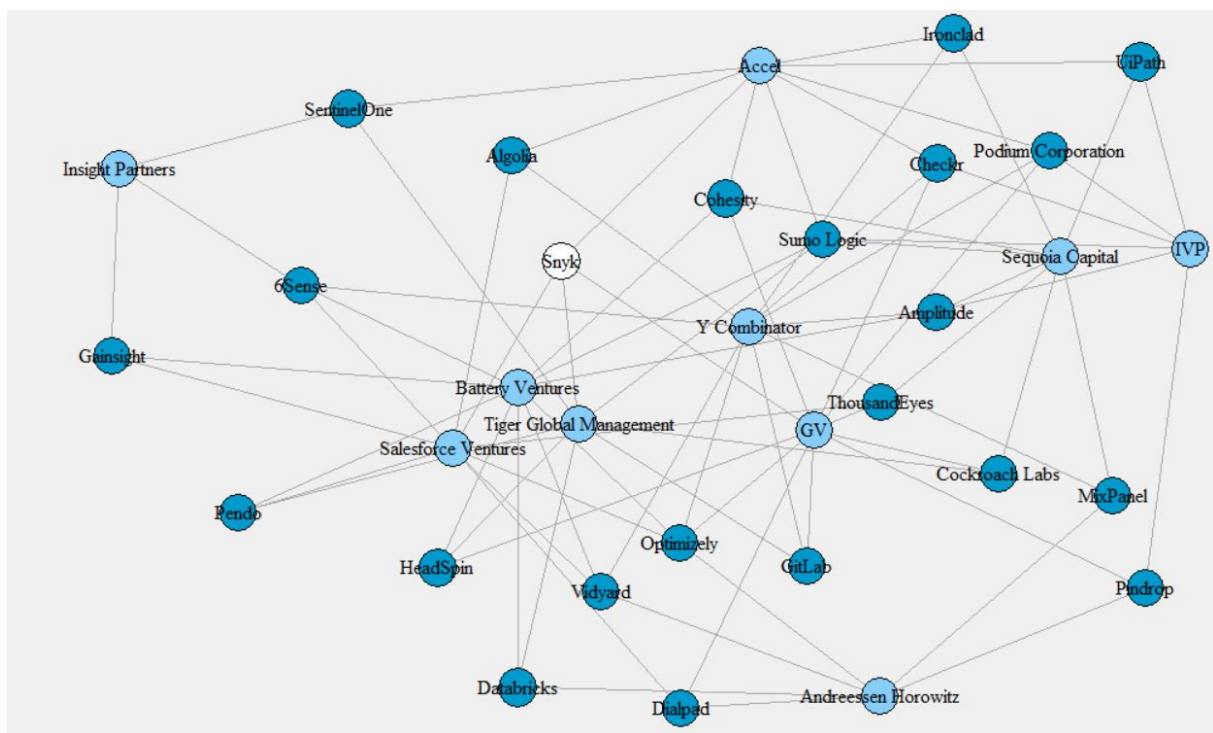 Ironclad
Accel
UiPath
SentinelOne
Algolia
Podium Corporation
Checkr
Insight Partners
Cohesity
Sumo Logic
IVP
Sequoia Capital
Snyk
6Sense
Amplitude
Y Combinator
Gainsight
Battery Ventures
ThousandEyes
Tiger Global Management
GV
Salesforce Ventures
Cockroach Labs
MixPanel
Pendo
Optimizely
HeadSpin
GitLab
Vidyard
Pindrop
Databricks
Andreessen Horowitz
Dialpad